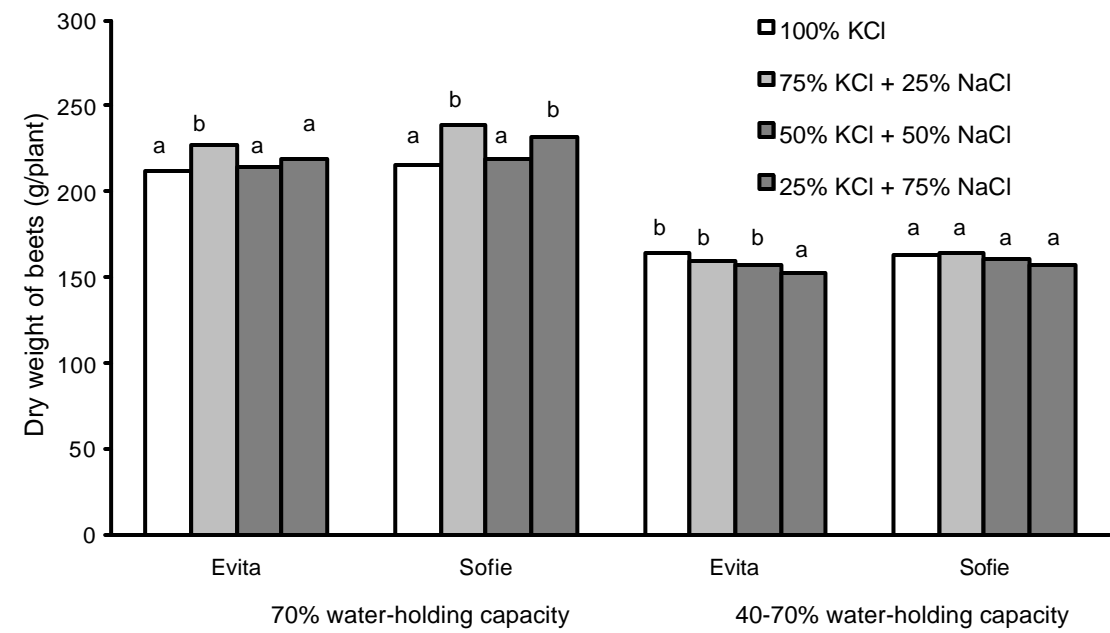 300
250
200
150
100
50
0
Dry weight of beets (g/plant)
100% KCl
75% KCl + 25% NaCl
50% KCl + 50% NaCl
25% KCl + 75% NaCl
a b a a
a b a b
b b b a
a a a a
Evita Sofie Evita Sofie
70% water-holding capacity 40-70% water-holding capacity